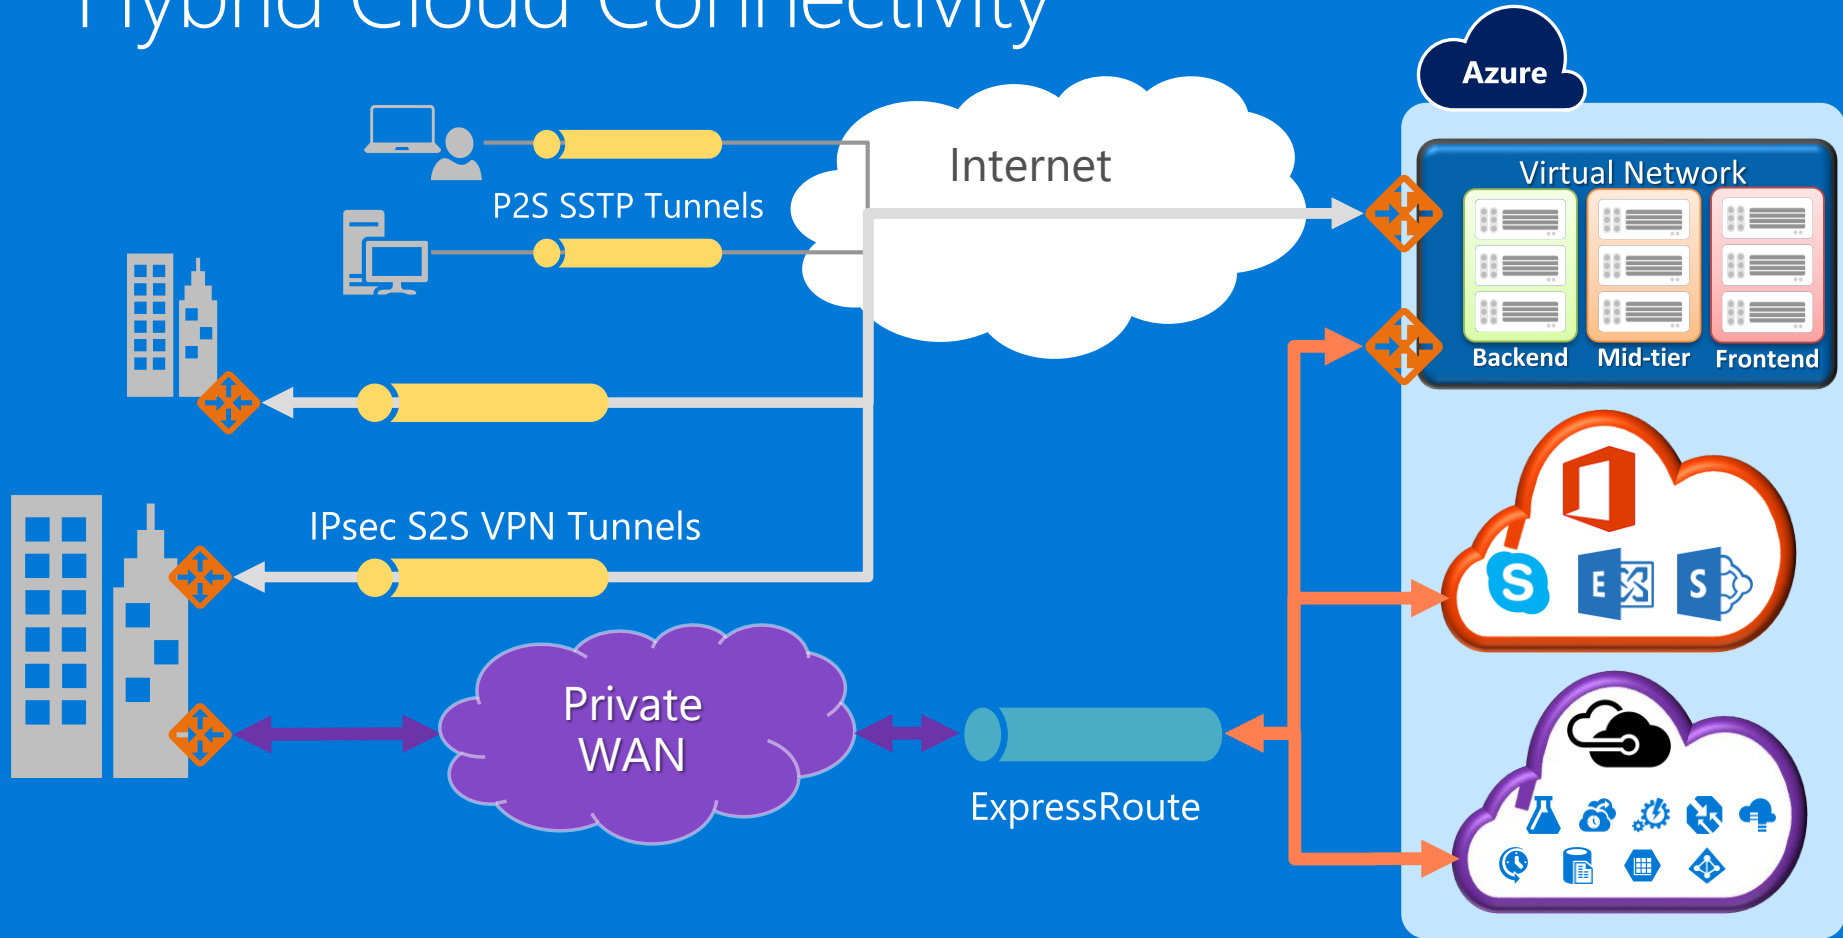 Hybrid Cloud Connectivity
Azure
Internet
Virtual Network
P2S SSTP Tunnels
Backend
Mid-tier
Frontend
IPsec S2S VPN Tunnels
S
E
S
Private
WAN
ExpressRoute